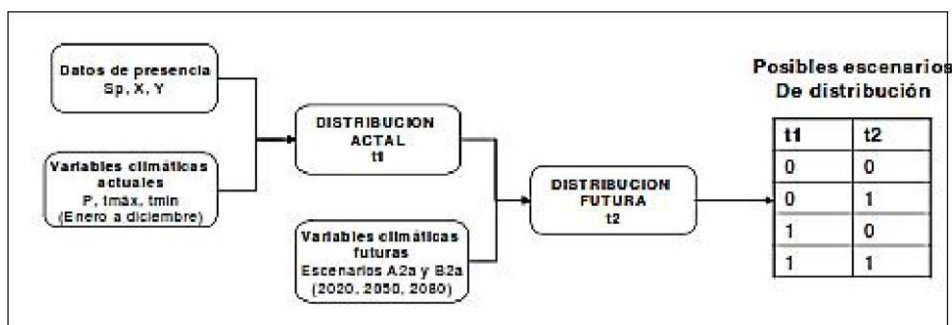 Datos de presencia
Sp, X, Y
Variables climáticas
actuales
P, tmáx, tmin
(Enero a diciembre)
DISTRIBUCION
ACTAL
t1
Variables climáticas
futuras
Escenarios A2a y B2a
(2020, 2050, 2080)
DISTRIBUCION
FUTURA
t2
Posibles escenarios
De distribución
t1 t2
0 0
0 1
1 0
1 1